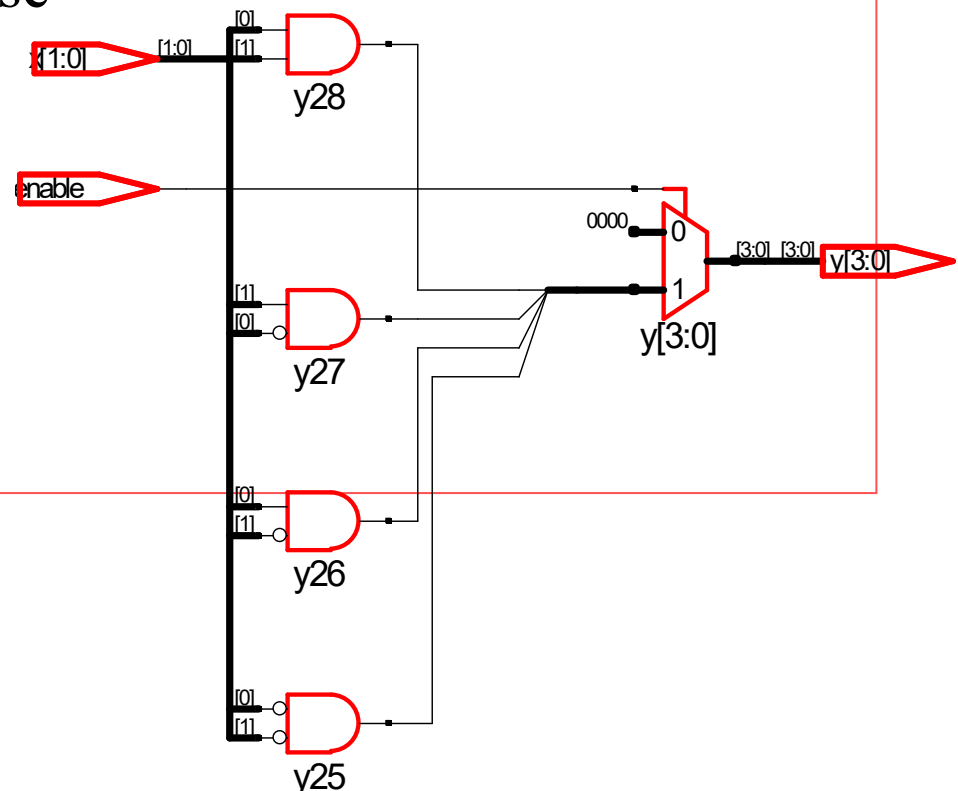 [0]
x[1:0] [1:0] [1]
y28
enable
0000 0
[3:0] [3:0] y[3:0]
[1] 1
[0]
y[3:0]
y27
[0]
[1]
y26
[0]
[1]
y25